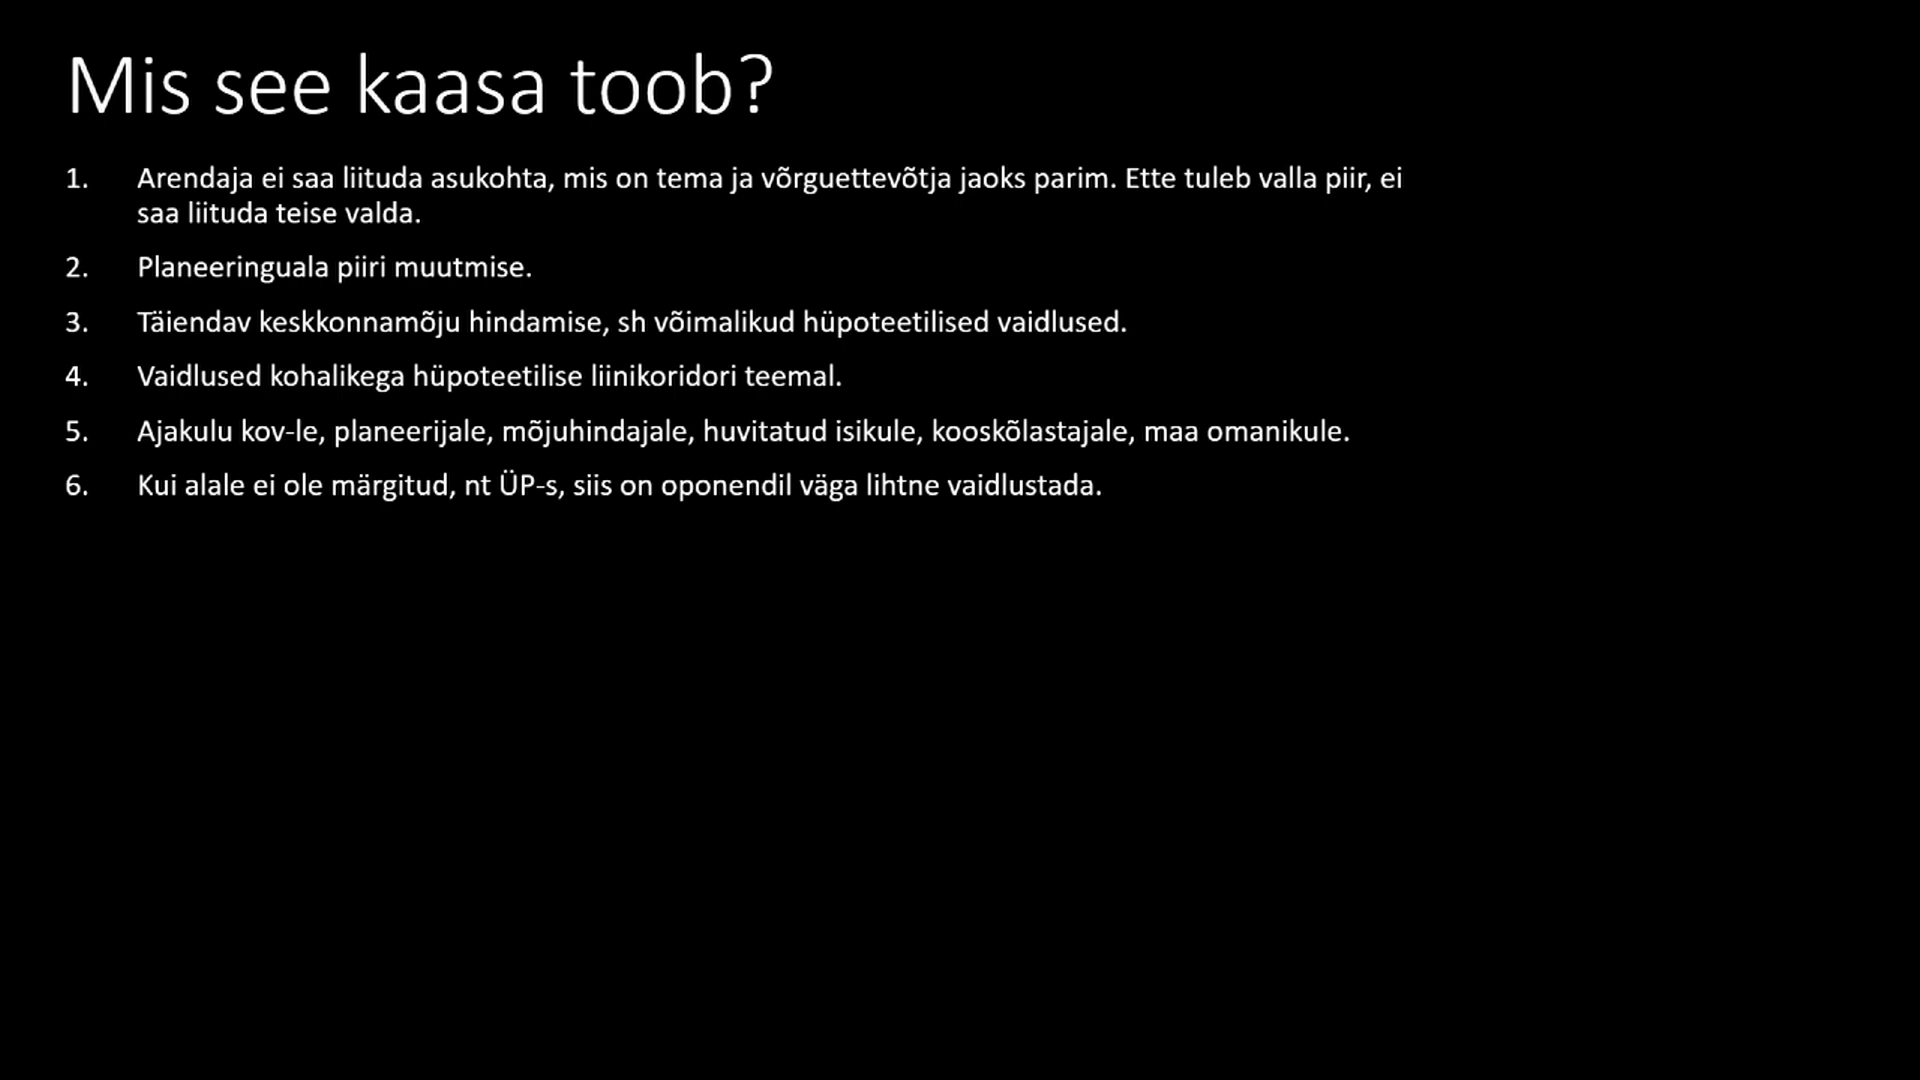 Mis see kaasa toob?
1. Arendaja ei saa liituda asukohta, mis on tema ja võrguettevõtja jaoks parim. Ette tuleb valla piir, ei
saa liituda teise valda.
2. Planeeringuala piiri muutmise.
3. Täiendav keskkonnamõju hindamise, sh võimalikud hüpoteetilised vaidlused.
4. Vaidlused kohalikega hüpoteetilise liinikoridori teemal.
5. Ajakulu kov-le, planeerijale, mõjuhindajale, huvitatud isikule, kooskõlastajale, maa omanikule.
6. Kui alale ei ole märgitud, nt ÜP-s, siis on oponendil väga lihtne vaidlustada.